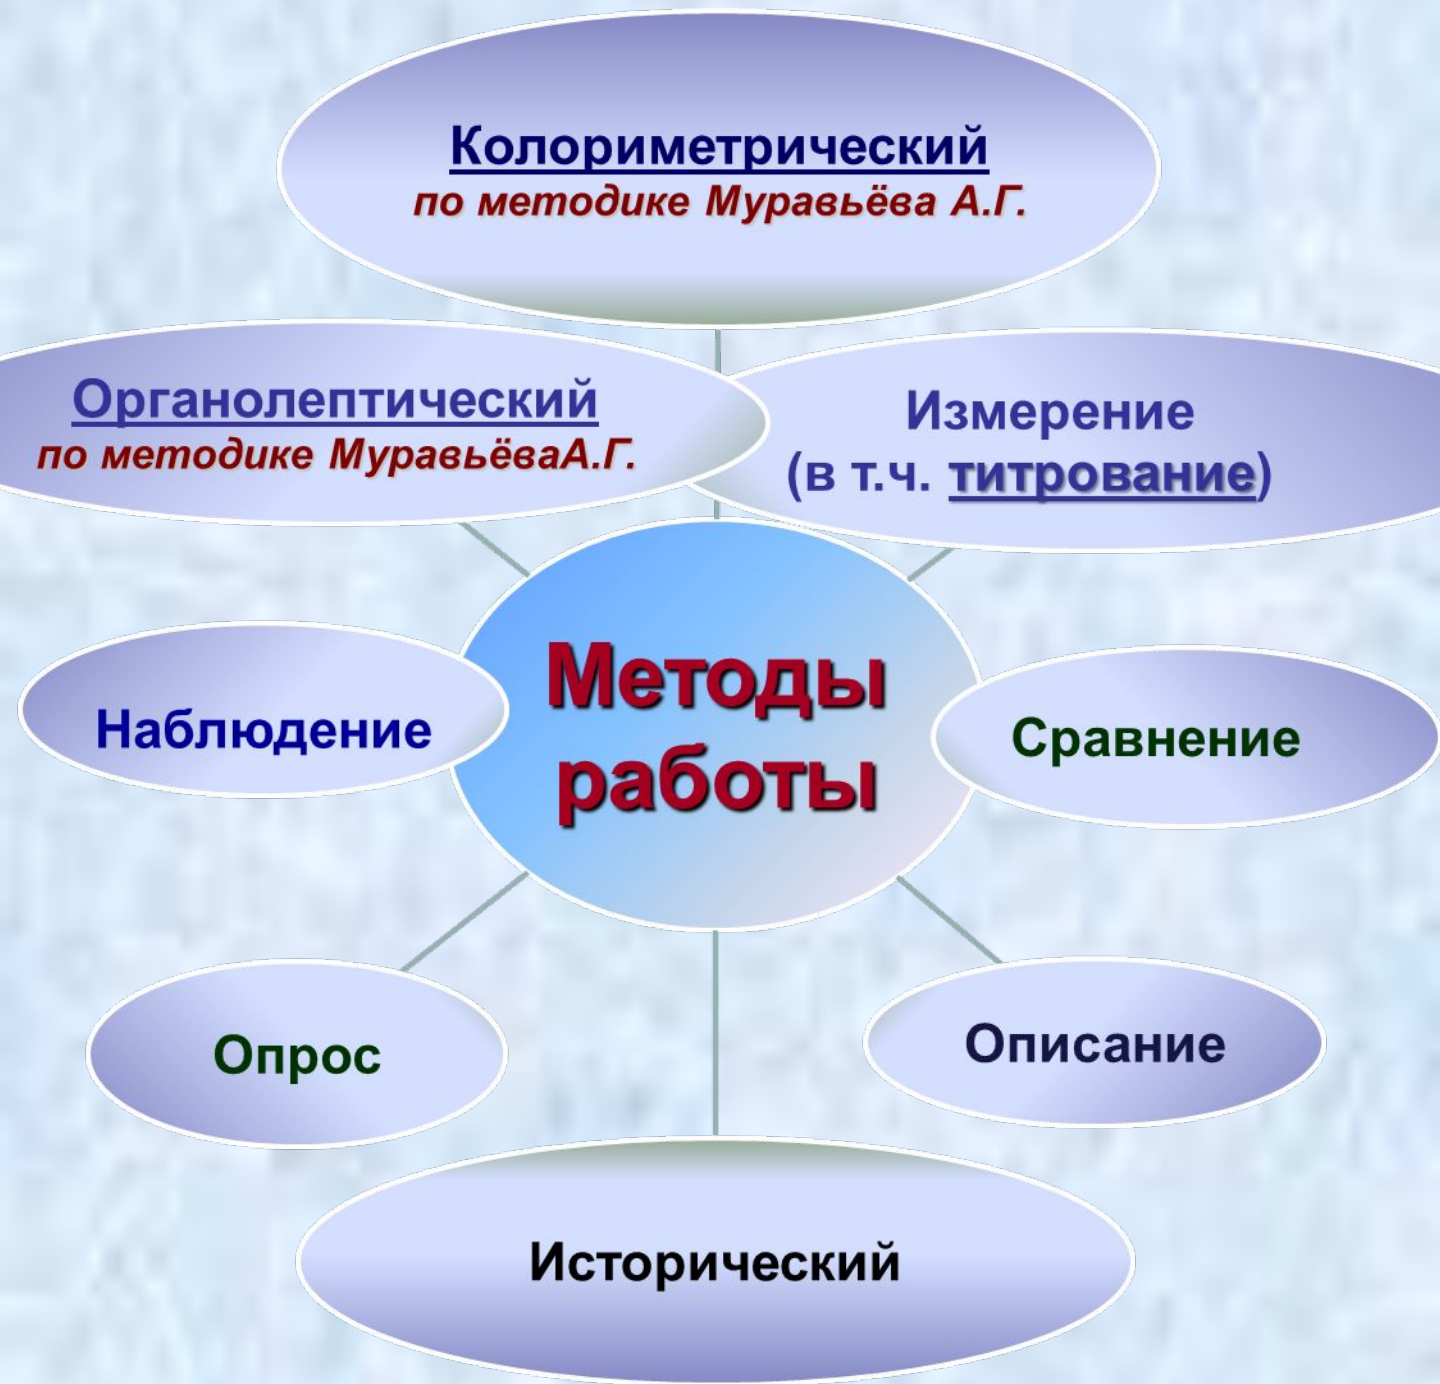 Колориметрический
по методике Муравьёва А.Г.
Органолептический
по методике МуравьёваА.Г.
Измерение
(в т.ч. титрование)
Методы
работы
Наблюдение
Сравнение
Опрос
Описание
Исторический